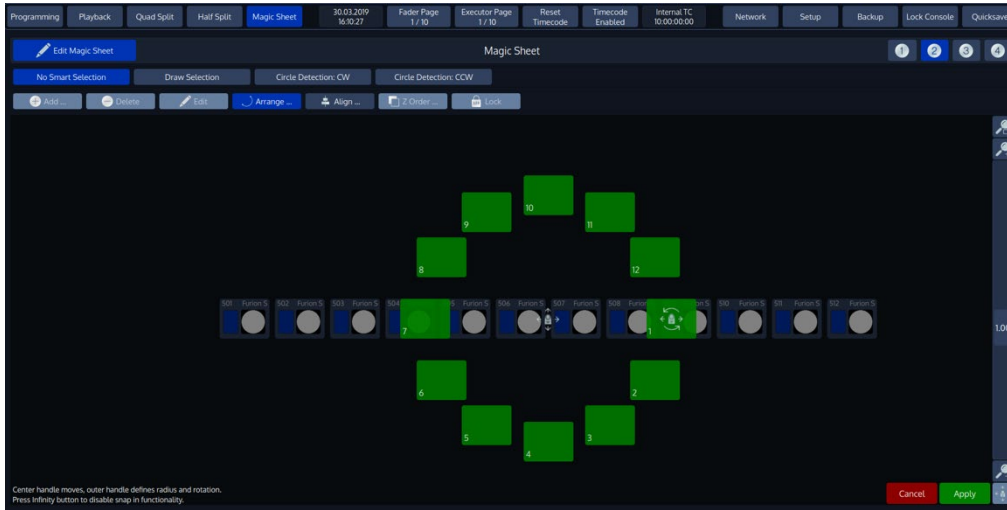 Programming Playback Quad Split Half Split Magic Sheet 30.03.2019 Fader Page Executor Page Reset Timecode Internal TC Network Setup Backup Lock Console Quicksave
16:10:27 1 / 10 1 / 10 Timecode Enabled 10:00:00:00
Edit Magic Sheet Magic Sheet 1 2 3 4
No Smart Selection Draw Selection Circle Detection: CW Circle Detection: CCW
Add ... Delete Edit Arrange ... Align ... Z Order ... Lock
10
9 11
8 12
501 Furion S 502 Furion S 503 Furion S 504 Furion S 506 Furion S 507 Furion S 508 Furion S 510 Furion S 511 Furion S 512 Furion S
7 1 1.00
6 2
5 3
4
Center handle moves, outer handle defines radius and rotation.
Press Infinity button to disable snap in functionality.
Cancel Apply